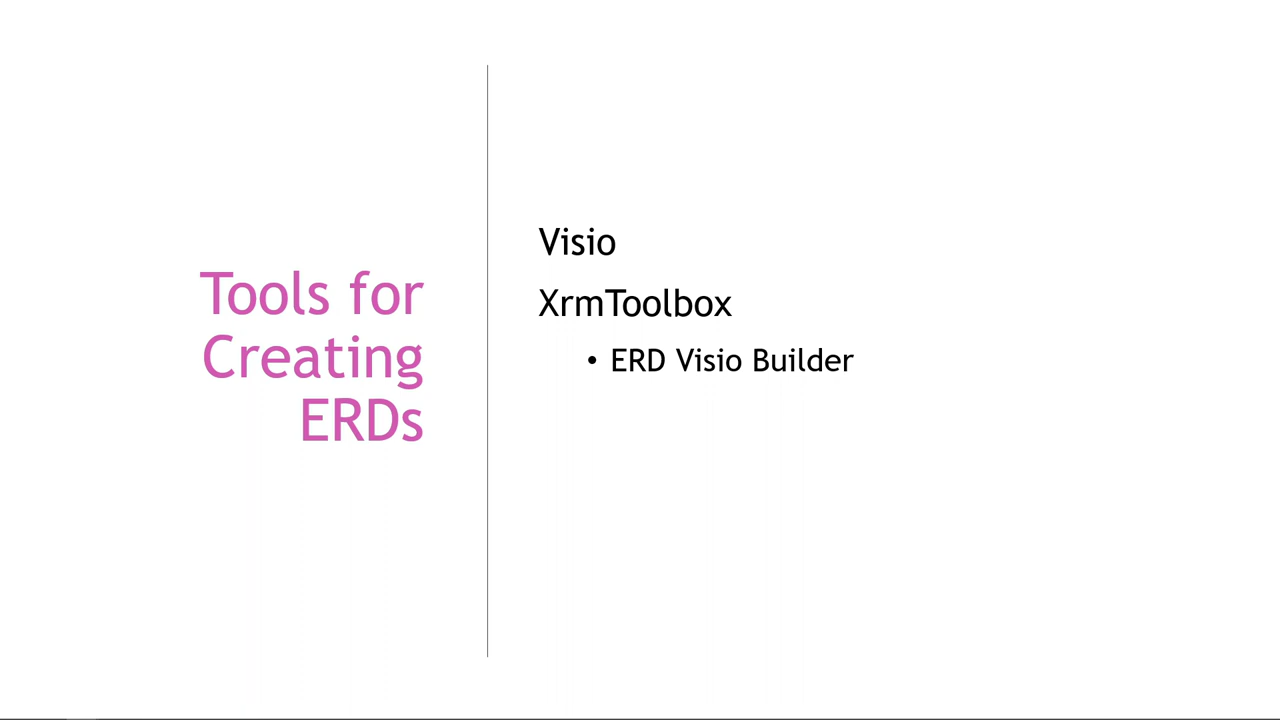 Tools for
Creating
ERDs
Visio
XrmToolbox
• ERD Visio Builder